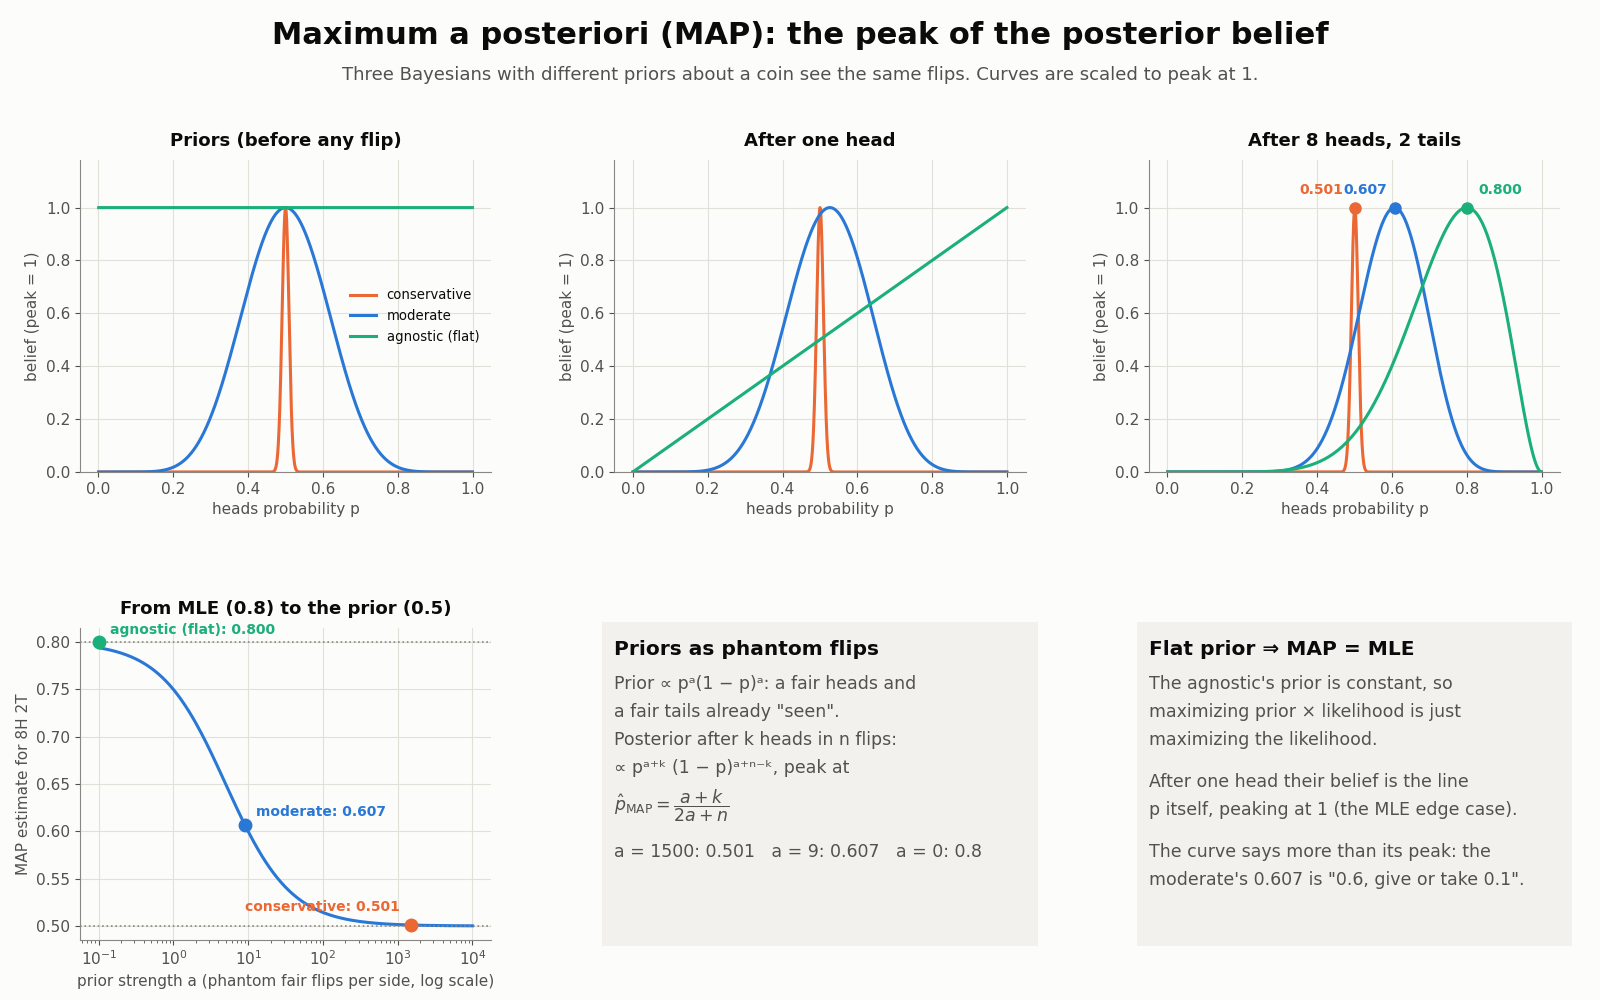 Maximum a posteriori (MAP): the peak of the posterior belief
Three Bayesians with different priors about a coin see the same flips. Curves are scaled to peak at 1.
Priors (before any flip)
belief (peak = 1)
1.0
0.8
0.6
0.4
0.2
0.0
conservative
moderate
agnostic (flat)
0.0 0.2 0.4 0.6 0.8 1.0
heads probability p
After one head
belief (peak = 1)
1.0
0.8
0.6
0.4
0.2
0.0
0.0 0.2 0.4 0.6 0.8 1.0
heads probability p
After 8 heads, 2 tails
0.501 0.607 0.800
belief (peak = 1)
1.0
0.8
0.6
0.4
0.2
0.0
0.0 0.2 0.4 0.6 0.8 1.0
heads probability p
From MLE (0.8) to the prior (0.5)
MAP estimate for 8H 2T
0.80
0.75
0.70
0.65
0.60
0.55
0.50
agnostic (flat): 0.800
moderate: 0.607
conservative: 0.501
10⁻¹ 10⁰ 10¹ 10² 10³ 10⁴
prior strength a (phantom fair flips per side, log scale)
Priors as phantom flips
Prior ∝ pᵃ(1 − p)ᵃ: a fair heads and
a fair tails already "seen".
Posterior after k heads in n flips:
∝ pᵃ⁺ᵏ (1 − p)ᵃ⁺ⁿ⁻ᵏ, peak at
p̂_MAP = (a + k)/(2a + n)
a = 1500: 0.501 a = 9: 0.607 a = 0: 0.8
Flat prior ⇒ MAP = MLE
The agnostic's prior is constant, so
maximizing prior × likelihood is just
maximizing the likelihood.
After one head their belief is the line
p itself, peaking at 1 (the MLE edge case).
The curve says more than its peak: the
moderate's 0.607 is "0.6, give or take 0.1".